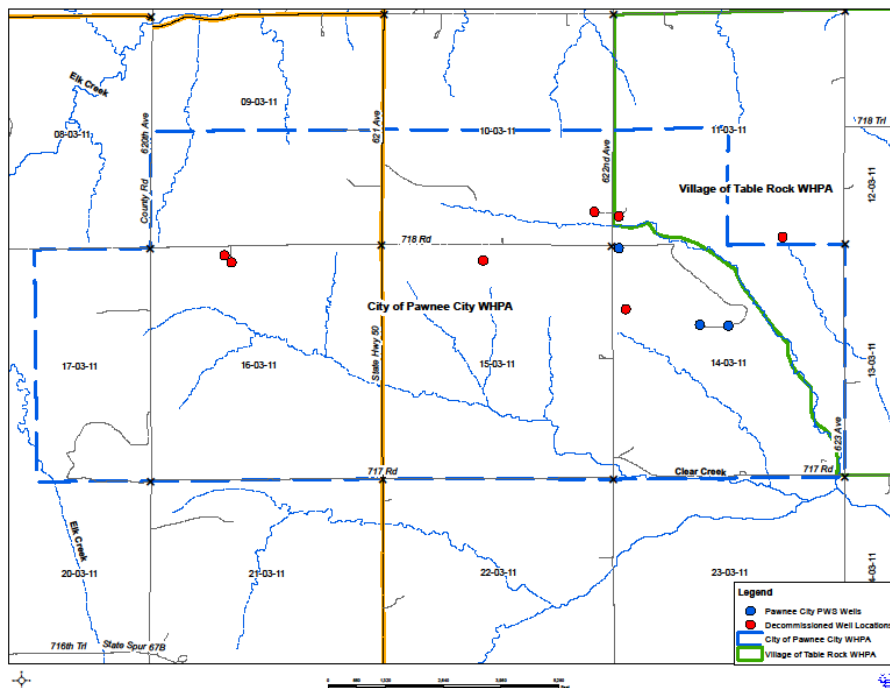 Elk Creek
09-03-11
08-03-11
620th Ave
County Rd
621 Ave
10-03-11
622nd Ave
11-03-11
718 Trl
Village of Table Rock WHPA
12-03-11
718 Rd
City of Pawnee City WHPA
17-03-11
16-03-11
State Hwy 50
15-03-11
14-03-11
13-03-11
623 Ave
717 Rd
Clear Creek
717 Rd
Elk Creek
20-03-11
21-03-11
22-03-11
23-03-11
716th Trl
State Spur 67B
Legend
Pawnee City PWS Wells
Decommissioned Well Locations
City of Pawnee City WHPA
Village of Table Rock WHPA